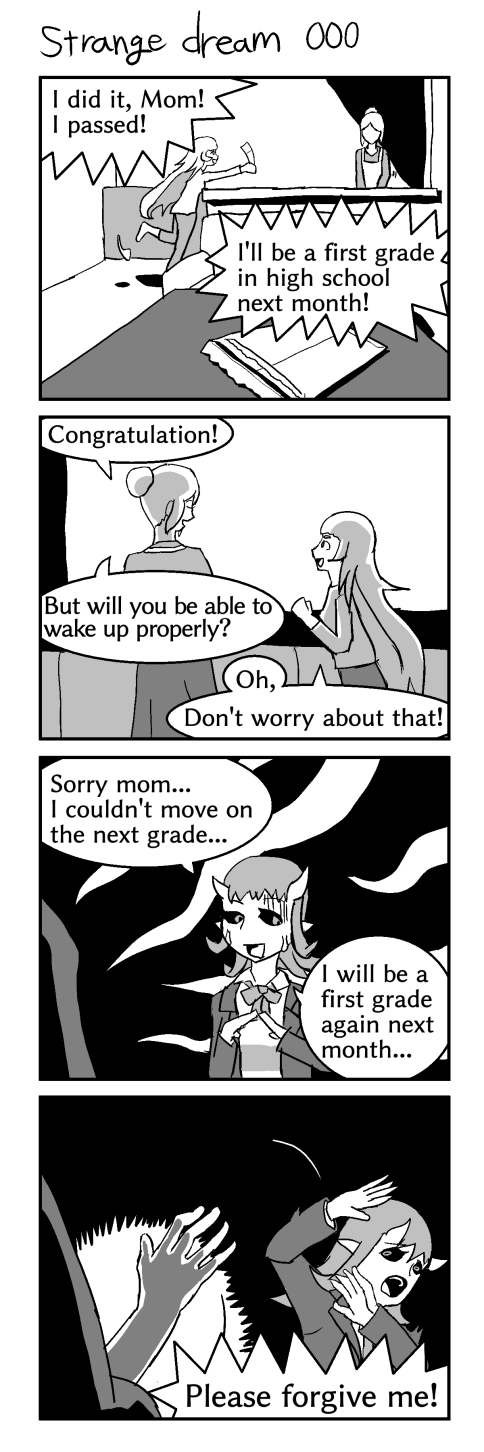 Strange dream 000
I did it, Mom!
I passed!
I'll be a first grade
in high school
next month!
Congratulation!
But will you be able to
wake up properly?
Oh,
Don't worry about that!
Sorry mom...
I couldn't move on
the next grade...
I will be a
first grade
again next
month...
Please forgive me!